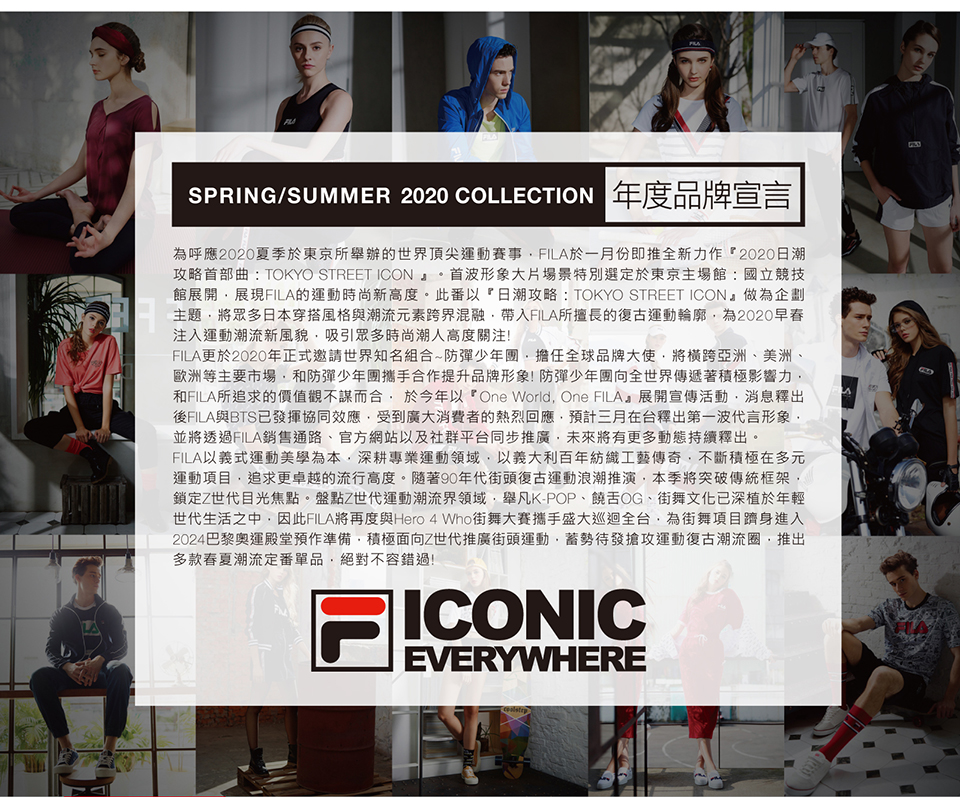 SPRING/SUMMER 2020 COLLECTION 年度品牌宣言
為呼應2020夏季於東京所舉辦的世界頂尖運動賽事，FILA於一月份即推全新力作『2020日潮
攻略首部曲：TOKYO STREET ICON 』。首波形象大片場景特別選定於東京主場館：國立競技
館展開，展現FILA的運動時尚新高度。此番以『日潮攻略：TOKYO STREET ICON』做為企劃
主題，將眾多日本穿搭風格與潮流元素跨界混融，帶入FILA所擅長的復古運動輪廓，為2020早春
注入運動潮流新風貌，吸引眾多時尚潮人高度關注!
FILA更於2020年正式邀請世界知名組合~防彈少年團，擔任全球品牌大使，將橫跨亞洲、美洲、
歐洲等主要市場，和防彈少年團攜手合作提升品牌形象! 防彈少年團向全世界傳遞著積極影響力，
和FILA所追求的價值觀不謀而合， 於今年以『One World, One FILA』展開宣傳活動，消息釋出
後FILA與BTS已發揮協同效應，受到廣大消費者的熱烈回應，預計三月在台釋出第一波代言形象，
並將透過FILA銷售通路、官方網站以及社群平台同步推廣，未來將有更多動態持續釋出。
FILA以義式運動美學為本，深耕專業運動領域，以義大利百年紡織工藝傳奇，不斷積極在多元
運動項目，追求更卓越的流行高度。隨著90年代街頭復古運動浪潮推演，本季將突破傳統框架，
鎖定Z世代目光焦點。盤點Z世代運動潮流界領域，舉凡K-POP、饒舌OG、街舞文化已深植於年輕
世代生活之中，因此FILA將再度與Hero 4 Who街舞大賽攜手盛大巡迴全台，為街舞項目躋身進入
2024巴黎奧運殿堂預作準備，積極面向Z世代推廣街頭運動，蓄勢待發搶攻運動復古潮流圈，推出
多款春夏潮流定番單品，絕對不容錯過!
ICONIC
EVERYWHERE